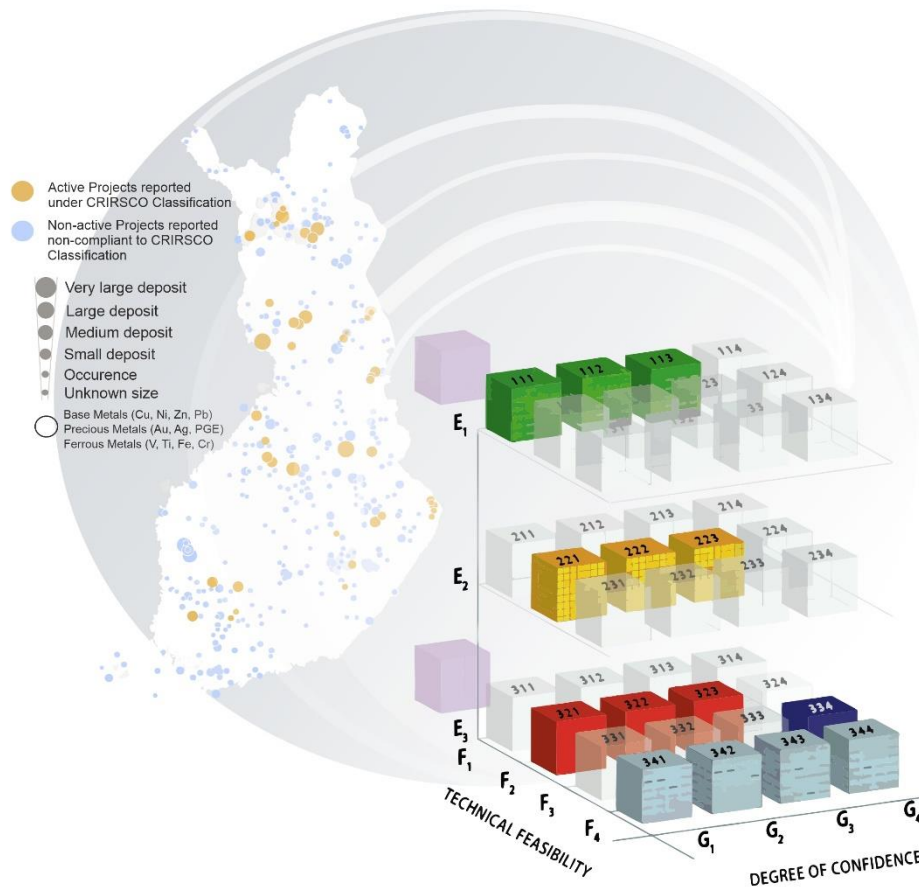 Active Projects reported
under CRIRSCO Classification
Non-active Projects reported
non-compliant to CRIRSCO
Classification
Very large deposit
Large deposit
Medium deposit
Small deposit
Occurence
Unknown size
Base Metals (Cu, Ni, Zn, Pb)
Precious Metals (Au, Ag, PGE)
Ferrous Metals (V, Ti, Fe, Cr)
E1
111 112 113 114
124
33 134
E2
211 212 213 214
221 222 223 224
231 232 233 234
E3
311 312 313 314
321 322 323 324
331 332 333 334
341 342 343 344
F1
F2
F3
F4
G1
G2
G3
G4
TECHNICAL FEASIBILITY
DEGREE OF CONFIDENCE